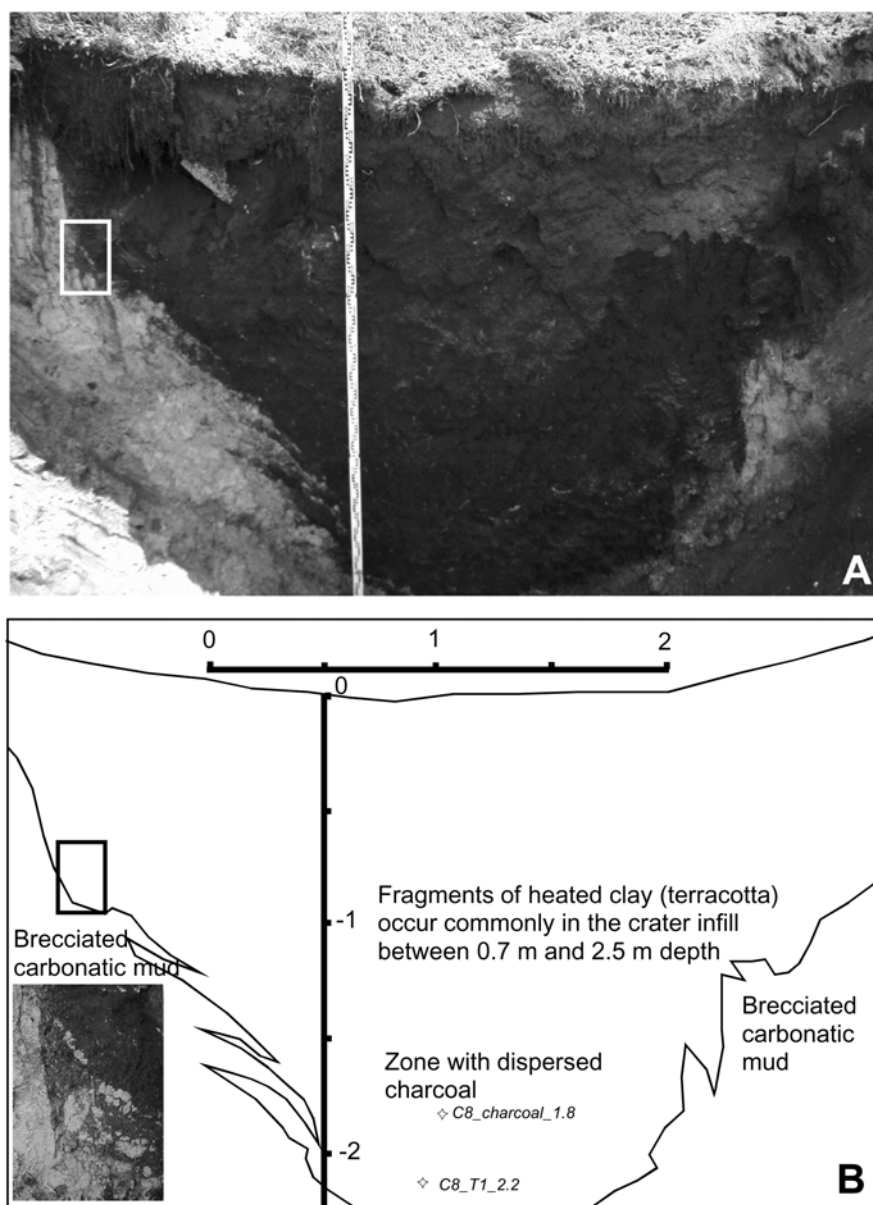 A
0 1 2
0
Fragments of heated clay (terracotta)
occur commonly in the crater infill
between 0.7 m and 2.5 m depth
-1
Brecciated
carbonatic mud
Brecciated
carbonatic
mud
Zone with dispersed
charcoal
C8_charcoal_1.8
-2
C8_T1_2.2
B